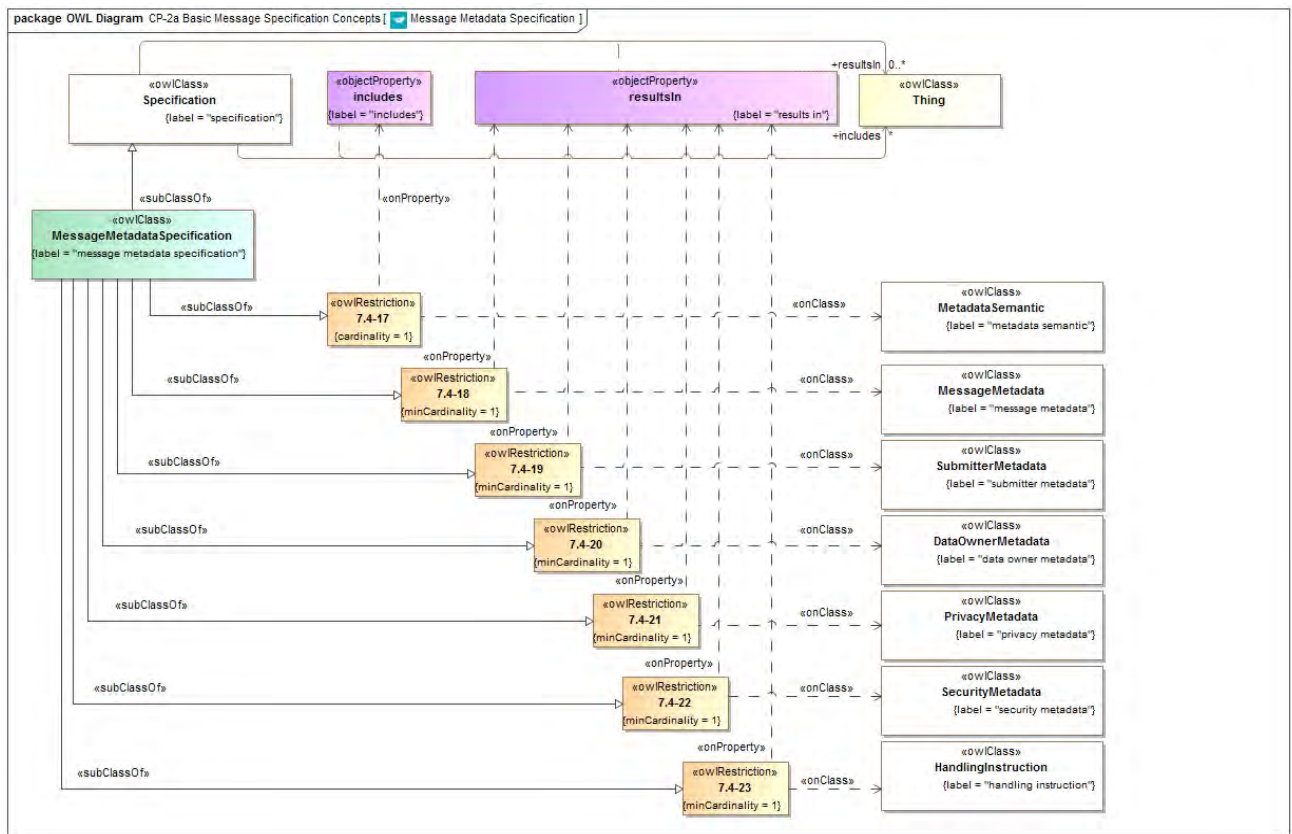 package OWL Diagram CP-2a Basic Message Specification Concepts [ Message Metadata Specification ]
+resultsIn 0..*
«owlClass»
Specification
{label = "specification"}
«objectProperty»
includes
{label = "includes"}
«objectProperty»
resultsIn
{label = "results in"}
«owlClass»
Thing
+includes *
«subClassOf»
«onProperty»
«owlClass»
MessageMetadataSpecification
{label = "message metadata specification"}
«subClassOf»
«owlRestriction»
7.4-17
{cardinality = 1}
«onClass»
«owlClass»
MetadataSemantic
{label = "metadata semantic"}
«onProperty»
«subClassOf»
«owlRestriction»
7.4-18
{minCardinality = 1}
«onClass»
«owlClass»
MessageMetadata
{label = "message metadata"}
«onProperty»
«subClassOf»
«owlRestriction»
7.4-19
{minCardinality = 1}
«onClass»
«owlClass»
SubmitterMetadata
{label = "submitter metadata"}
«onProperty»
«subClassOf»
«owlRestriction»
7.4-20
{minCardinality = 1}
«onClass»
«owlClass»
DataOwnerMetadata
{label = "data owner metadata"}
«onProperty»
«subClassOf»
«owlRestriction»
7.4-21
{minCardinality = 1}
«onClass»
«owlClass»
PrivacyMetadata
{label = "privacy metadata"}
«onProperty»
«subClassOf»
«owlRestriction»
7.4-22
{minCardinality = 1}
«onClass»
«owlClass»
SecurityMetadata
{label = "security metadata"}
«onProperty»
«subClassOf»
«owlRestriction»
7.4-23
{minCardinality = 1}
«onClass»
«owlClass»
HandlingInstruction
{label = "handling instruction"}